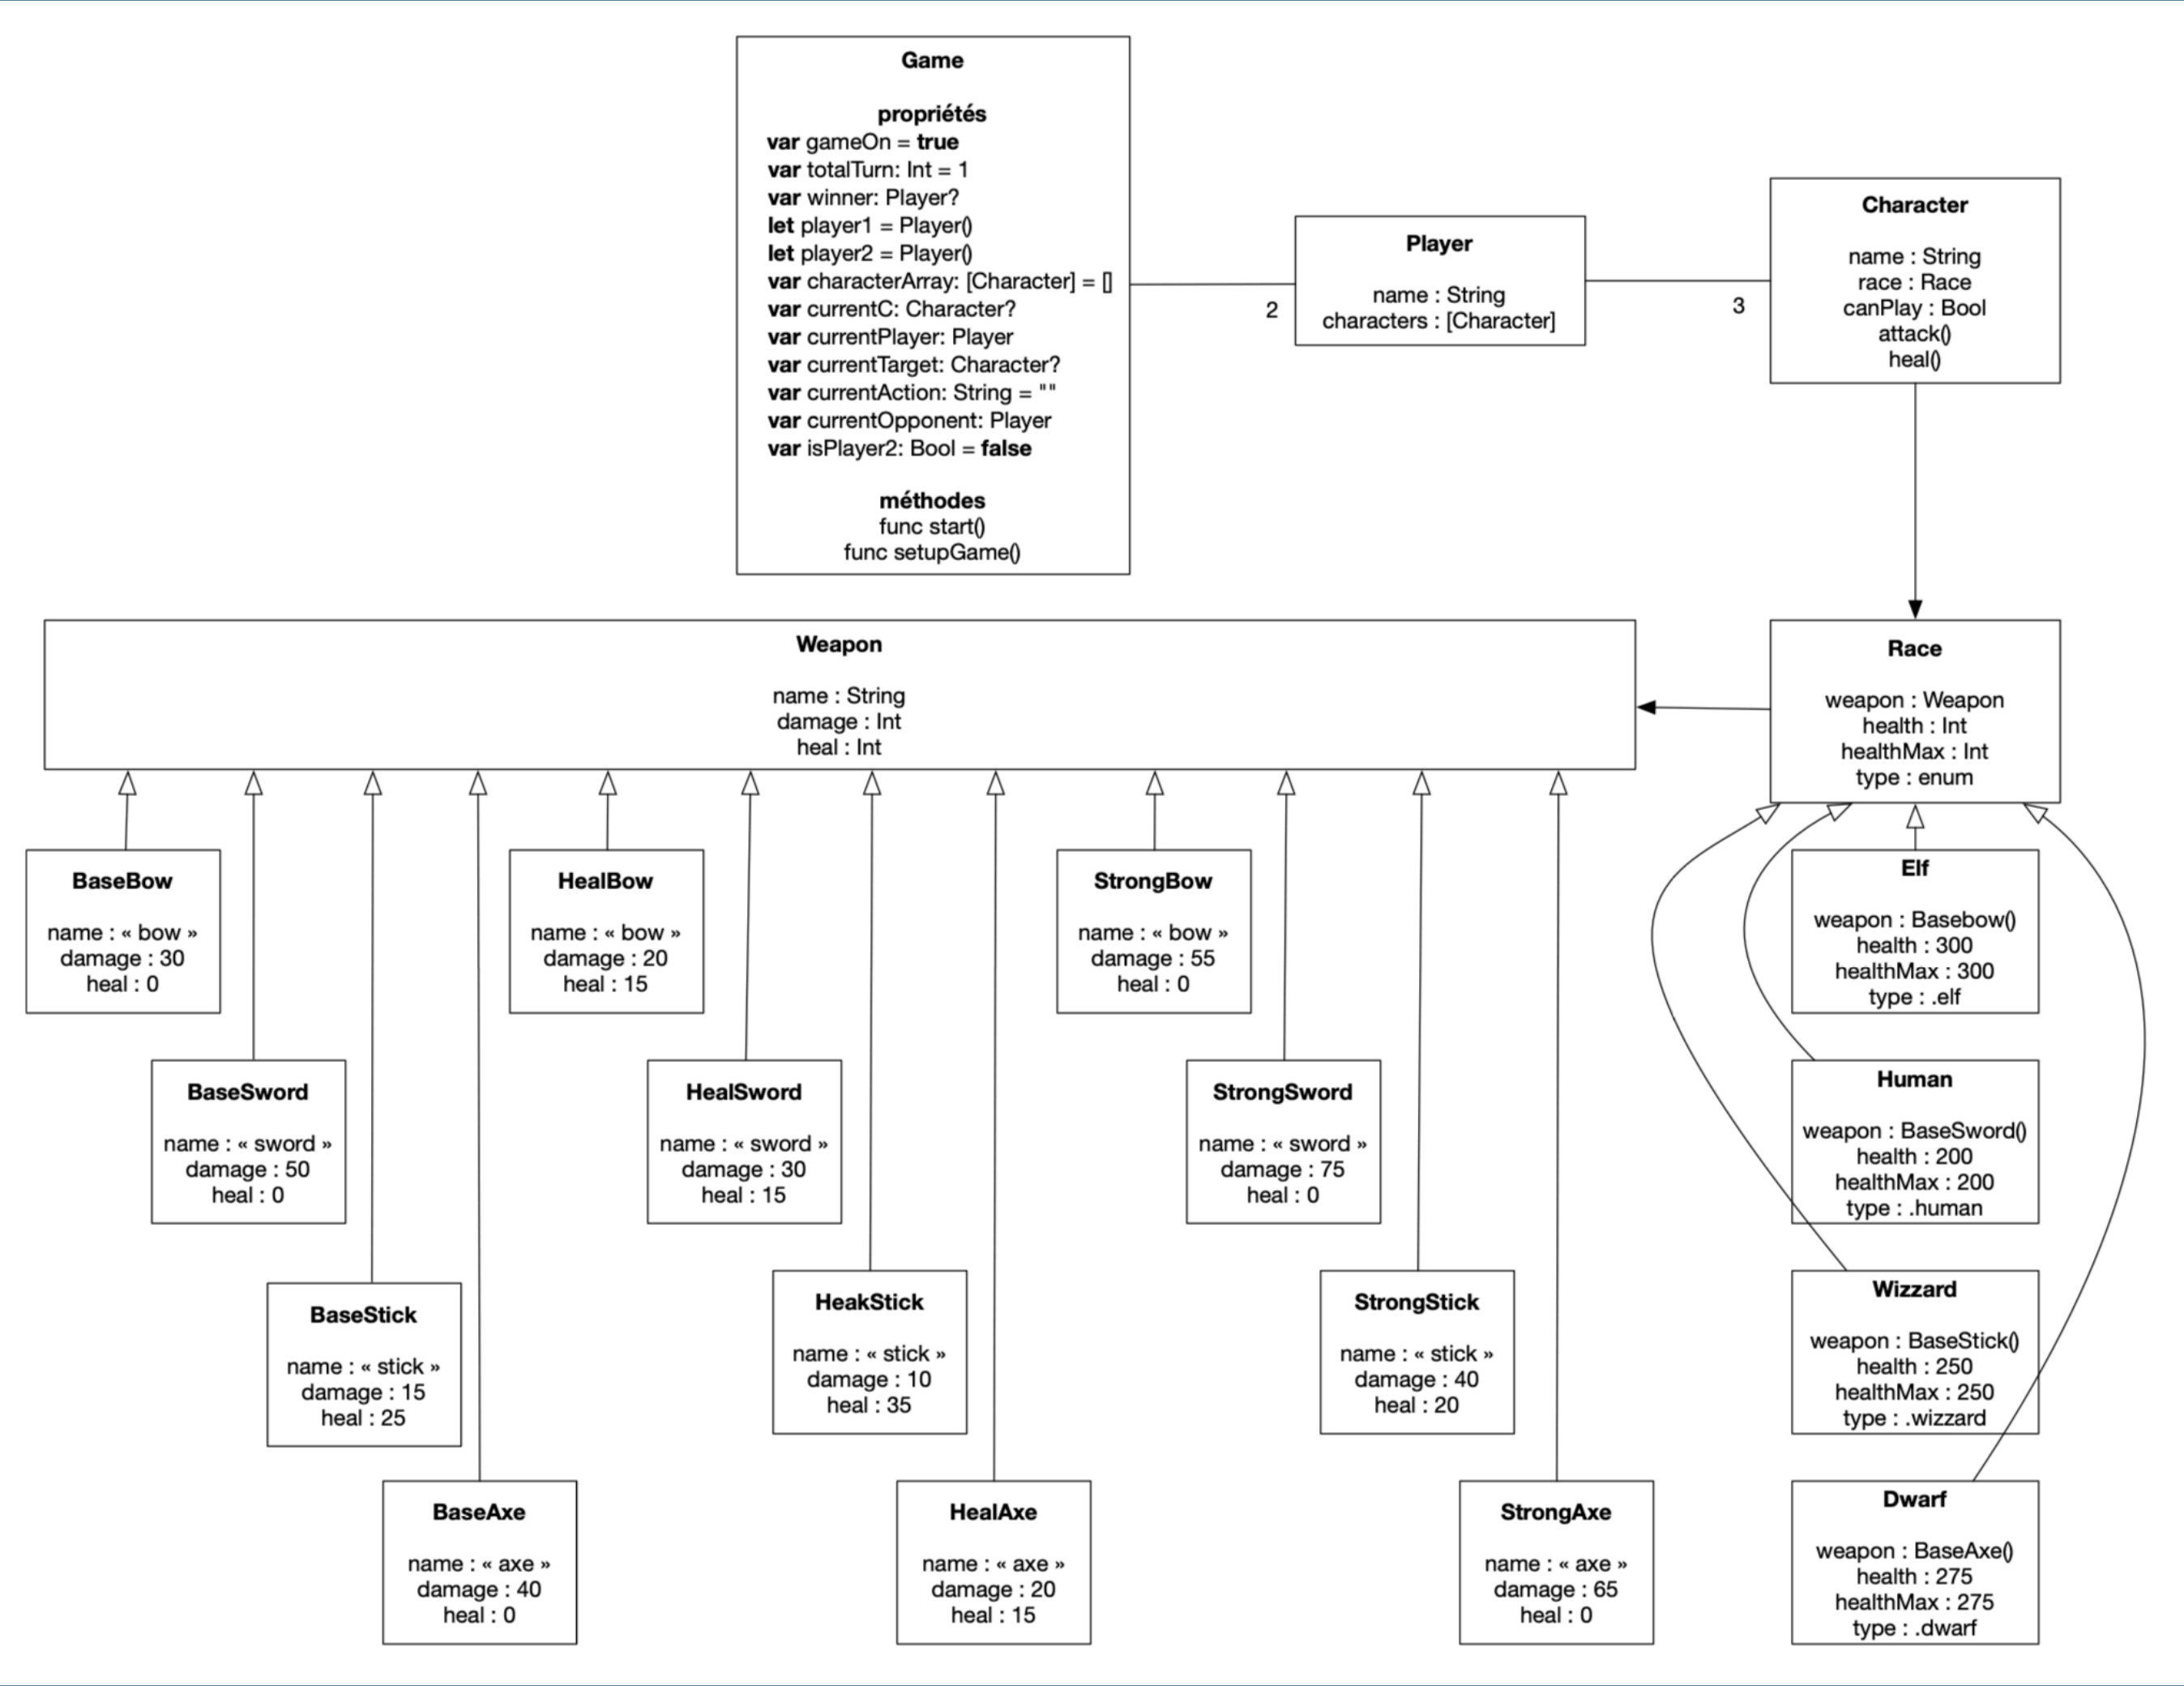 Game
propriétés
var gameOn = true
var totalTurn: Int = 1
var winner: Player?
let player1 = Player()
let player2 = Player()
var characterArray: [Character] = []
var currentC: Character?
var currentPlayer: Player
var currentTarget: Character?
var currentAction: String = ""
var currentOpponent: Player
var isPlayer2: Bool = false
méthodes
func start()
func setupGame()
2
Player
name : String
characters : [Character]
3
Character
name : String
race : Race
canPlay : Bool
attack()
heal()
Weapon
name : String
damage : Int
heal : Int
Race
weapon : Weapon
health : Int
healthMax : Int
type : enum
BaseBow
name : « bow »
damage : 30
heal : 0
HealBow
name : « bow »
damage : 20
heal : 15
StrongBow
name : « bow »
damage : 55
heal : 0
Elf
weapon : Basebow()
health : 300
healthMax : 300
type : .elf
BaseSword
name : « sword »
damage : 50
heal : 0
HealSword
name : « sword »
damage : 30
heal : 15
StrongSword
name : « sword »
damage : 75
heal : 0
Human
weapon : BaseSword()
health : 200
healthMax : 200
type : .human
BaseStick
name : « stick »
damage : 15
heal : 25
HeakStick
name : « stick »
damage : 10
heal : 35
StrongStick
name : « stick »
damage : 40
heal : 20
Wizzard
weapon : BaseStick()
health : 250
healthMax : 250
type : .wizzard
BaseAxe
name : « axe »
damage : 40
heal : 0
HealAxe
name : « axe »
damage : 20
heal : 15
StrongAxe
name : « axe »
damage : 65
heal : 0
Dwarf
weapon : BaseAxe()
health : 275
healthMax : 275
type : .dwarf